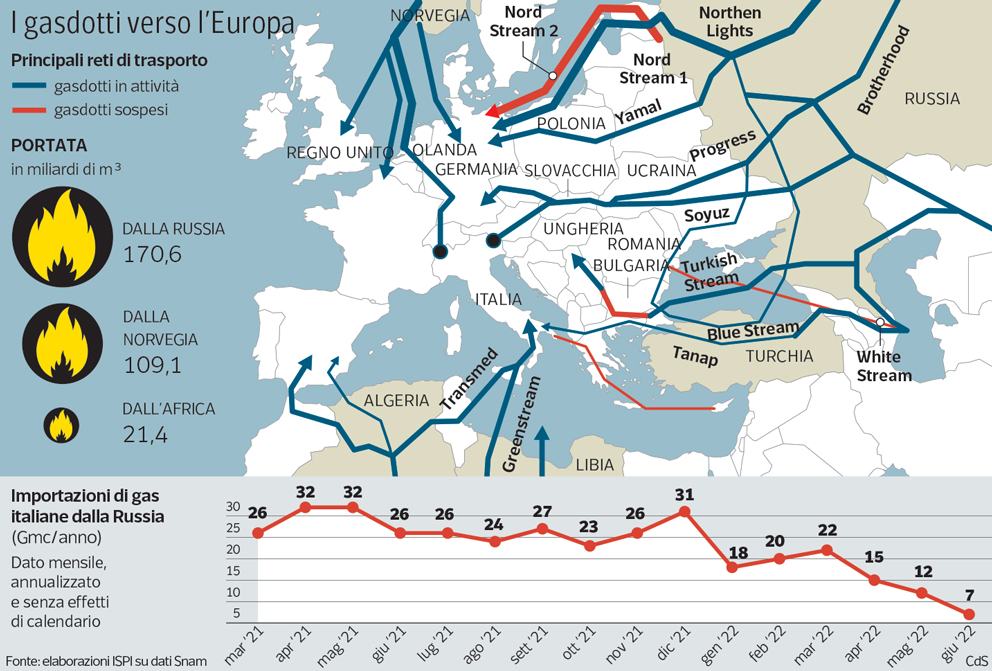 I gasdotti verso l'Europa
Principali reti di trasporto
gasdotti in attività
gasdotti sospesi
PORTATA
in miliardi di m³
DALLA RUSSIA
170,6
DALLA
NORVEGIA
109,1
DALL'AFRICA
21,4
NORVEGIA
Nord
Stream 2
Northen
Lights
Nord
Stream 1
Brotherhood
RUSSIA
Yamal
POLONIA
Progress
REGNO UNITO
OLANDA
GERMANIA
SLOVACCHIA
UCRAINA
Soyuz
UNGHERIA
ROMANIA
BULGARIA
Turkish
Stream
ITALIA
Blue Stream
Tanap
TURCHIA
White
Stream
Transmed
ALGERIA
Greenstream
LIBIA
Importazioni di gas
italiane dalla Russia
(Gmc/anno)
Dato mensile,
annualizzato
e senza effetti
di calendario
30
25
20
15
10
5
26
32
32
26
26
24
27
23
26
31
18
20
22
15
12
7
mar '21
apr '21
mag '21
giu '21
lug '21
ago '21
sett '21
ott '21
nov '21
dic '21
gen '22
feb '22
mar '22
apr '22
mag '22
giu '22
Fonte: elaborazioni ISPI su dati Snam
CdS